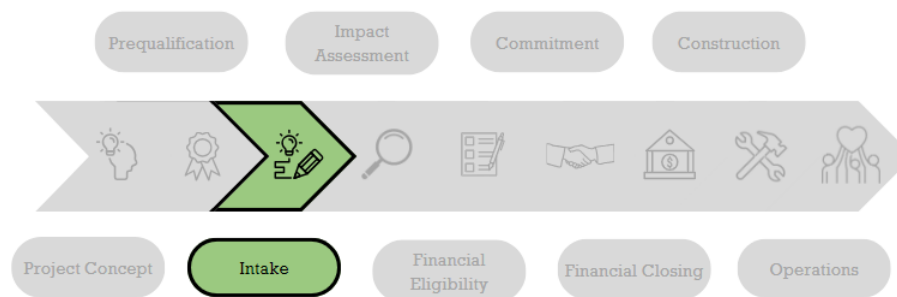 Prequalification
Impact
Assessment
Commitment
Construction
$
Project Concept
Intake
Financial
Eligibility
Financial Closing
Operations